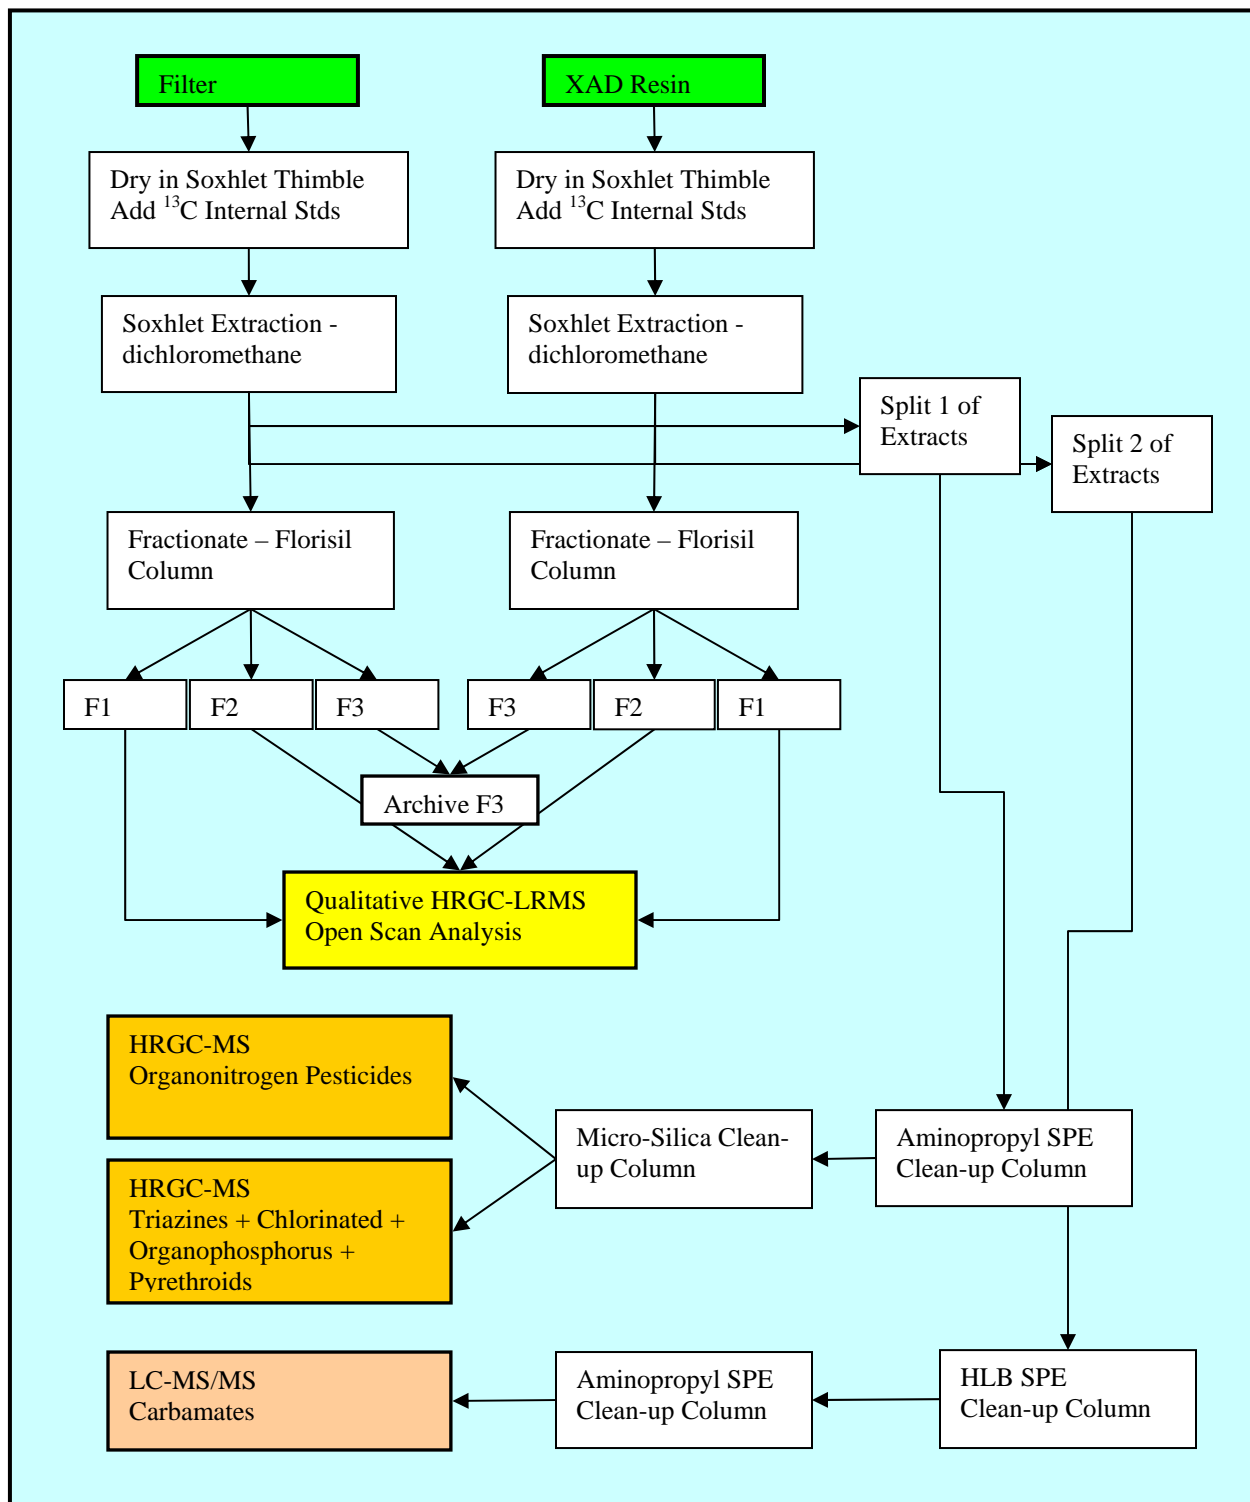 Filter
XAD Resin
Dry in Soxhlet Thimble
Add ¹³C Internal Stds
Dry in Soxhlet Thimble
Add ¹³C Internal Stds
Soxhlet Extraction -
dichloromethane
Soxhlet Extraction -
dichloromethane
Split 1 of
Extracts
Split 2 of
Extracts
Fractionate – Florisil
Column
Fractionate – Florisil
Column
F1
F2
F3
F3
F2
F1
Archive F3
Qualitative HRGC-LRMS
Open Scan Analysis
HRGC-MS
Organonitrogen Pesticides
Micro-Silica Clean-
up Column
Aminopropyl SPE
Clean-up Column
HRGC-MS
Triazines + Chlorinated +
Organophosphorus +
Pyrethroids
LC-MS/MS
Carbamates
Aminopropyl SPE
Clean-up Column
HLB SPE
Clean-up Column